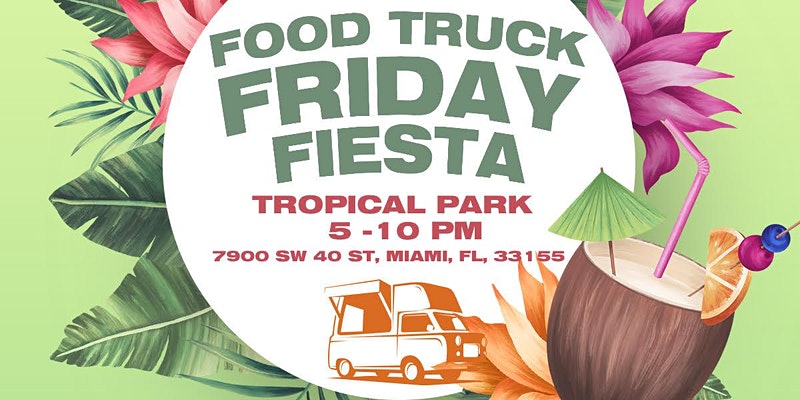 FOOD TRUCK
FRIDAY
FIESTA
TROPICAL PARK
5 -10 PM
7900 SW 40 ST, MIAMI, FL, 33155